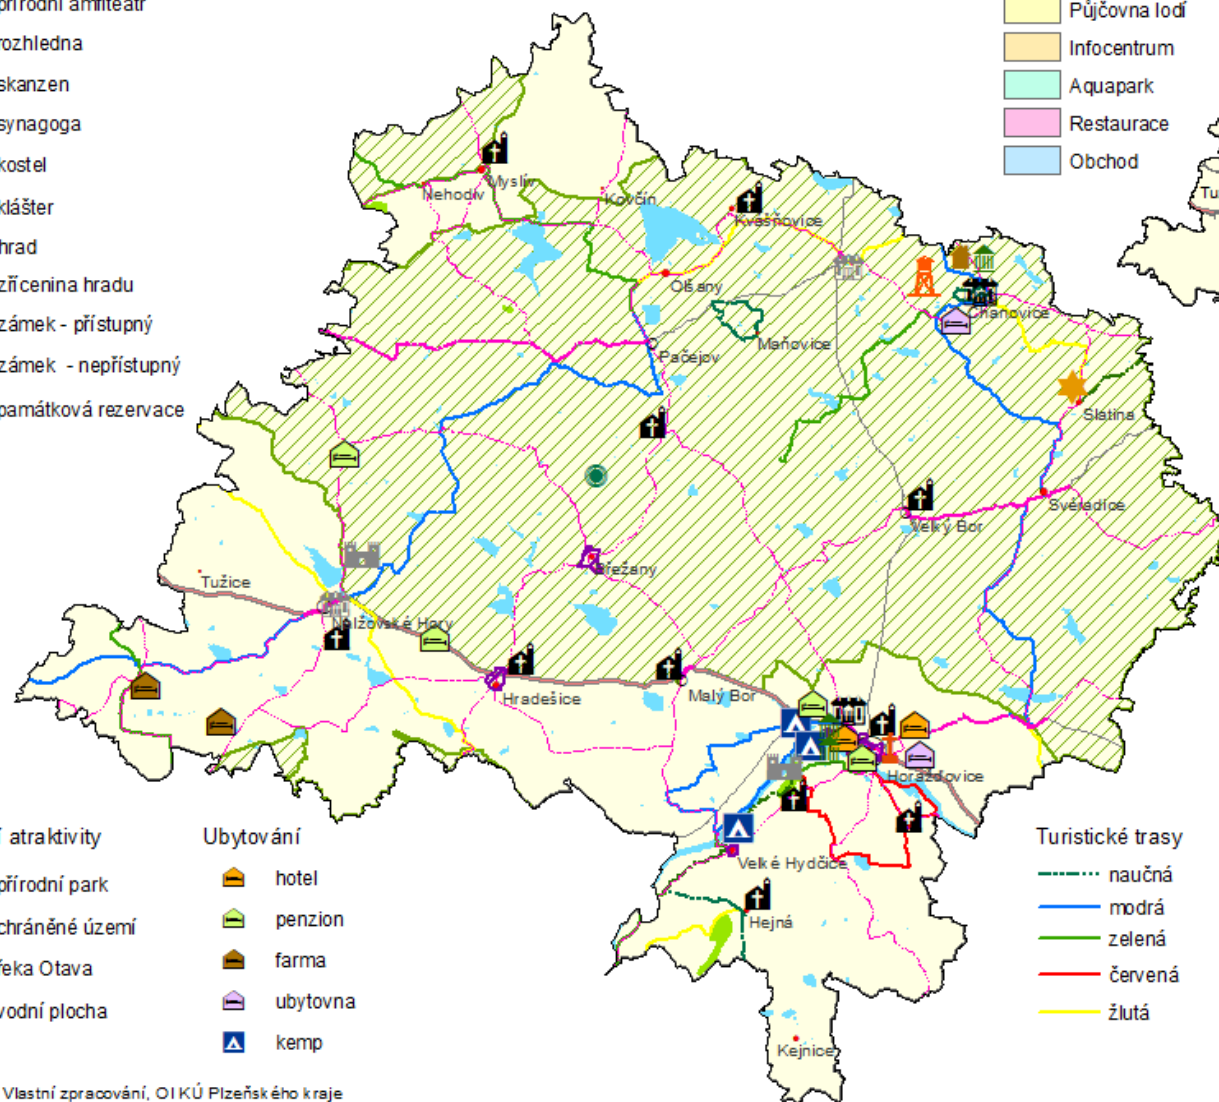 přírodní amfiteátr
rozhledna
skanzen
synagoga
kostel
klášter
hrad
zřícenina hradu
zámek - přístupný
zámek - nepřístupný
památková rezervace
Půjčovna lodí
Infocentrum
Aquapark
Restaurace
Obchod
Tu
Myslív
Nehodív
Kovčín
Kvášňovice
Olšany
Chanovice
Maňovice
Pačejov
Slatina
Svéradice
Velký Bor
Břežany
Tužice
Nalžovské Hory
Hradešice
Malý Bor
Horažďovice
Velké Hydčice
Hejná
Kejnice
atraktivity
přírodní park
chráněné území
řeka Otava
vodní plocha
Ubytování
hotel
penzion
farma
ubytovna
kemp
Turistické trasy
naučná
modrá
zelená
červená
žlutá
Vlastní zpracování, OI KÚ Plzeňského kraje